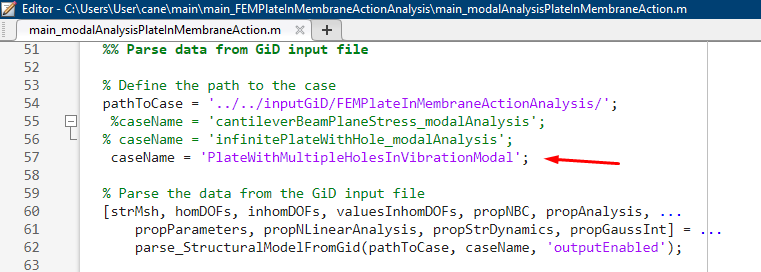 Editor - C:\Users\User\cane\main\main_FEMPlateInMembraneActionAnalysis\main_modalAnalysisPlateInMembraneAction.m
main_modalAnalysisPlateInMembraneAction.m
51 %% Parse data from GiD input file
52
53 % Define the path to the case
54 pathToCase = '../../inputGiD/FEMPlateInMembraneActionAnalysis/';
55 %caseName = 'cantileverBeamPlaneStress_modalAnalysis';
56 % caseName = 'infinitePlateWithHole_modalAnalysis';
57 caseName = 'PlateWithMultipleHolesInVibrationModal';
58
59 % Parse the data from the GiD input file
60 [strMsh, homDOFs, inhomDOFs, valuesInhomDOFs, propNBC, propAnalysis, ...
61 propParameters, propNLinearAnalysis, propStrDynamics, propGaussInt] = ...
62 parse_StructuralModelFromGid(pathToCase, caseName, 'outputEnabled');
63